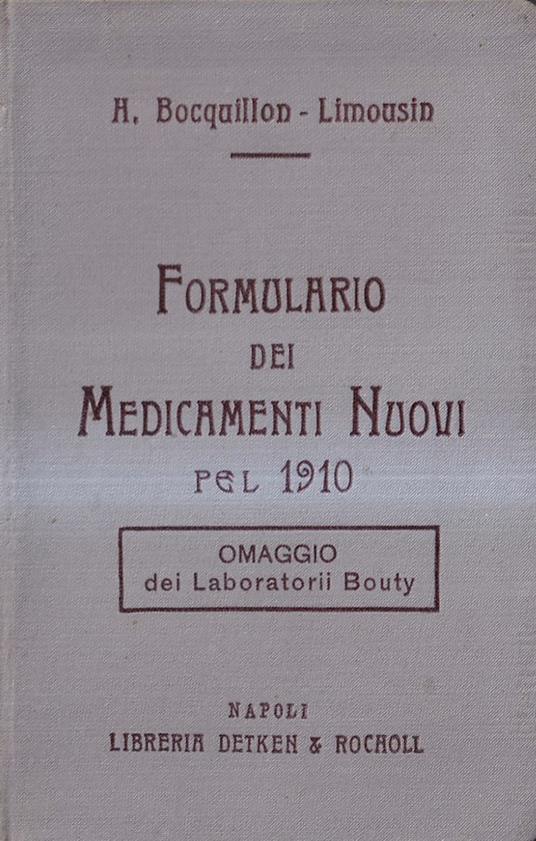 H. Bocquillon - Limousin
FORMULARIO
DEI
MEDICAMENTI NUOVI
PEL 1910
OMAGGIO
dei Laboratorii Bouty
NAPOLI
LIBRERIA DETKEN & ROCHOLL